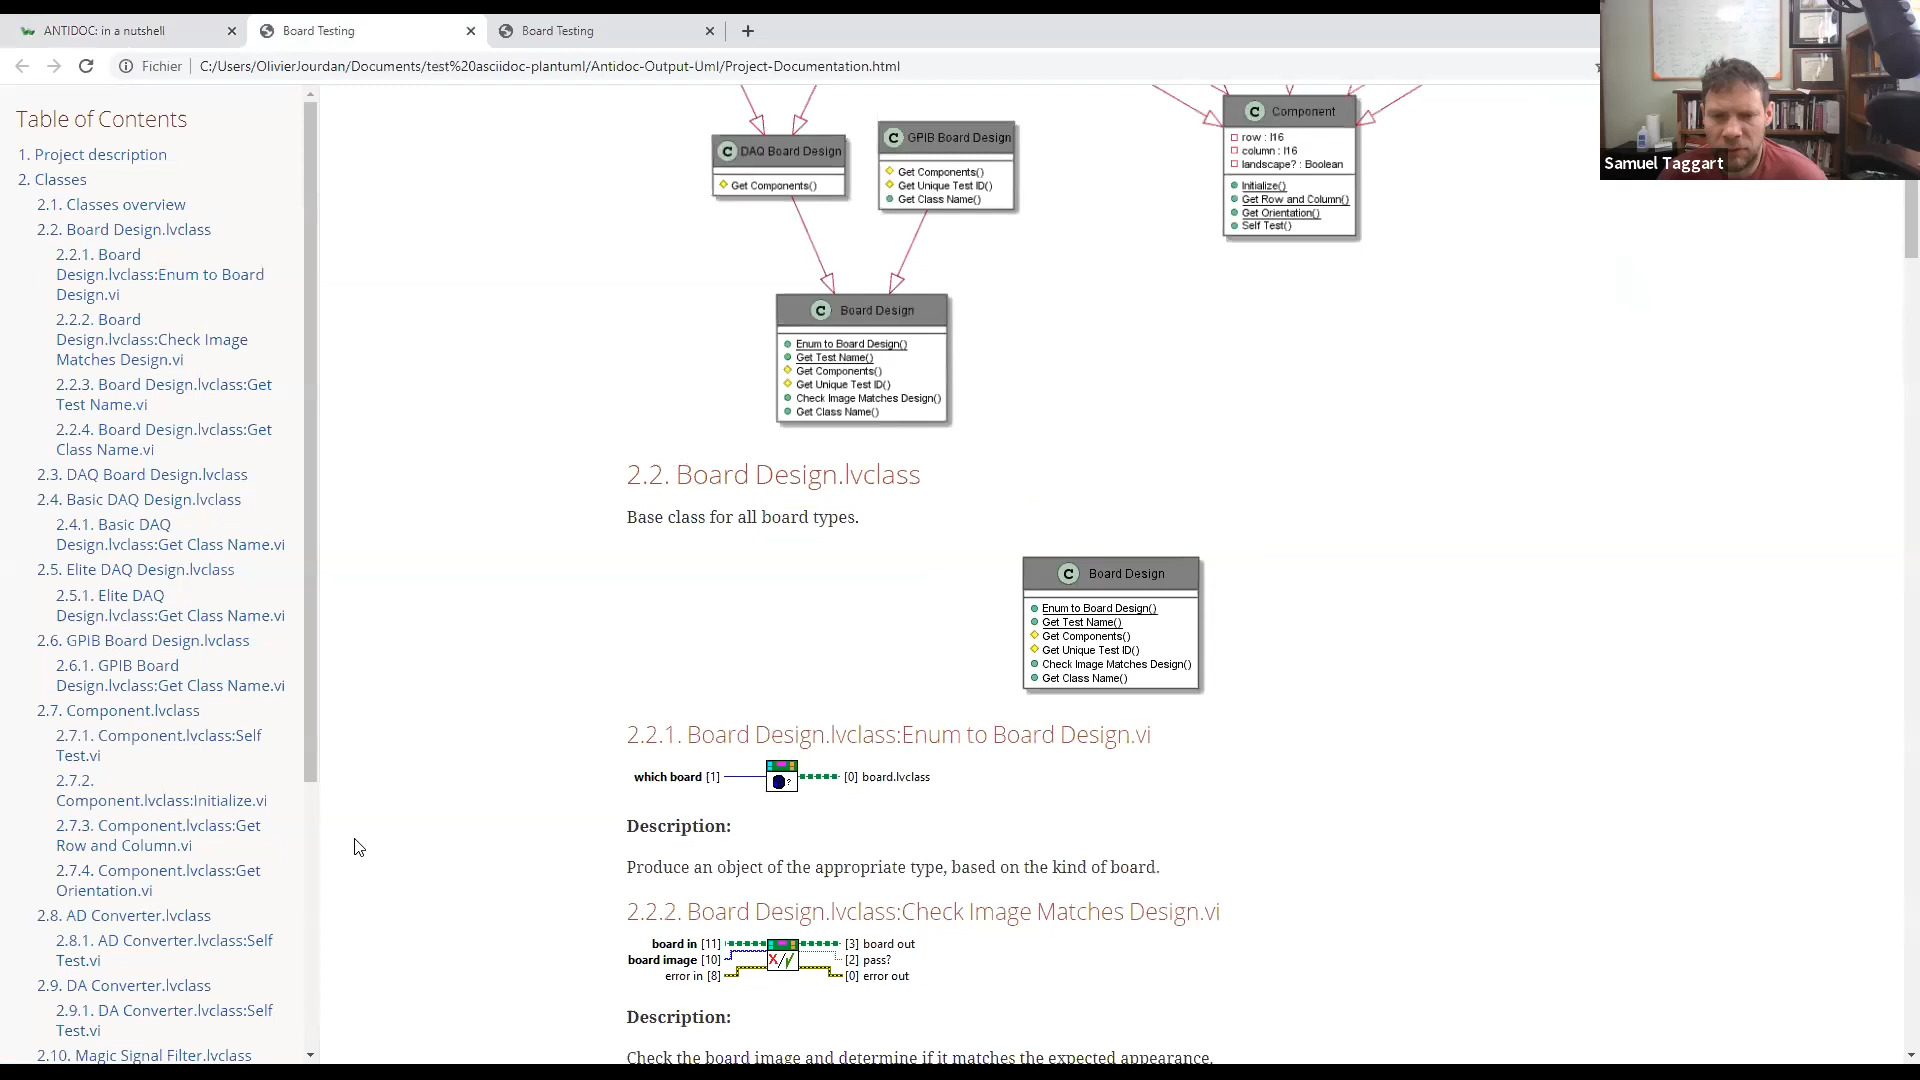 ANTIDOC: in a nutshell
Board Testing
Board Testing
Fichier
C:/Users/OlivierJourdan/Documents/test%20asciidoc-plantuml/Antidoc-Output-Uml/Project-Documentation.html
Samuel Taggart
Table of Contents
1. Project description
2. Classes
2.1. Classes overview
2.2. Board Design.lvclass
2.2.1. Board
Design.lvclass:Enum to Board
Design.vi
2.2.2. Board
Design.lvclass:Check Image
Matches Design.vi
2.2.3. Board Design.lvclass:Get
Test Name.vi
2.2.4. Board Design.lvclass:Get
Class Name.vi
2.3. DAQ Board Design.lvclass
2.4. Basic DAQ Design.lvclass
2.4.1. Basic DAQ
Design.lvclass:Get Class Name.vi
2.5. Elite DAQ Design.lvclass
2.5.1. Elite DAQ
Design.lvclass:Get Class Name.vi
2.6. GPIB Board Design.lvclass
2.6.1. GPIB Board
Design.lvclass:Get Class Name.vi
2.7. Component.lvclass
2.7.1. Component.lvclass:Self
Test.vi
2.7.2.
Component.lvclass:Initialize.vi
2.7.3. Component.lvclass:Get
Row and Column.vi
2.7.4. Component.lvclass:Get
Orientation.vi
2.8. AD Converter.lvclass
2.8.1. AD Converter.lvclass:Self
Test.vi
2.9. DA Converter.lvclass
2.9.1. DA Converter.lvclass:Self
Test.vi
2.10. Magic Signal Filter.lvclass
C DAQ Board Design
Get Components()
C GPIB Board Design
Get Components()
Get Unique Test ID()
Get Class Name()
C Component
row : I16
column : I16
landscape? : Boolean
Initialize()
Get Row and Column()
Get Orientation()
Self Test()
C Board Design
Enum to Board Design()
Get Test Name()
Get Components()
Get Unique Test ID()
Check Image Matches Design()
Get Class Name()
2.2. Board Design.lvclass
Base class for all board types.
C Board Design
Enum to Board Design()
Get Test Name()
Get Components()
Get Unique Test ID()
Check Image Matches Design()
Get Class Name()
2.2.1. Board Design.lvclass:Enum to Board Design.vi
which board [1] ? [0] board.lvclass
Description:
Produce an object of the appropriate type, based on the kind of board.
2.2.2. Board Design.lvclass:Check Image Matches Design.vi
board in [11] [3] board out
board image [10] [2] pass?
error in [8] [0] error out
Description:
Check the board image and determine if it matches the expected appearance.